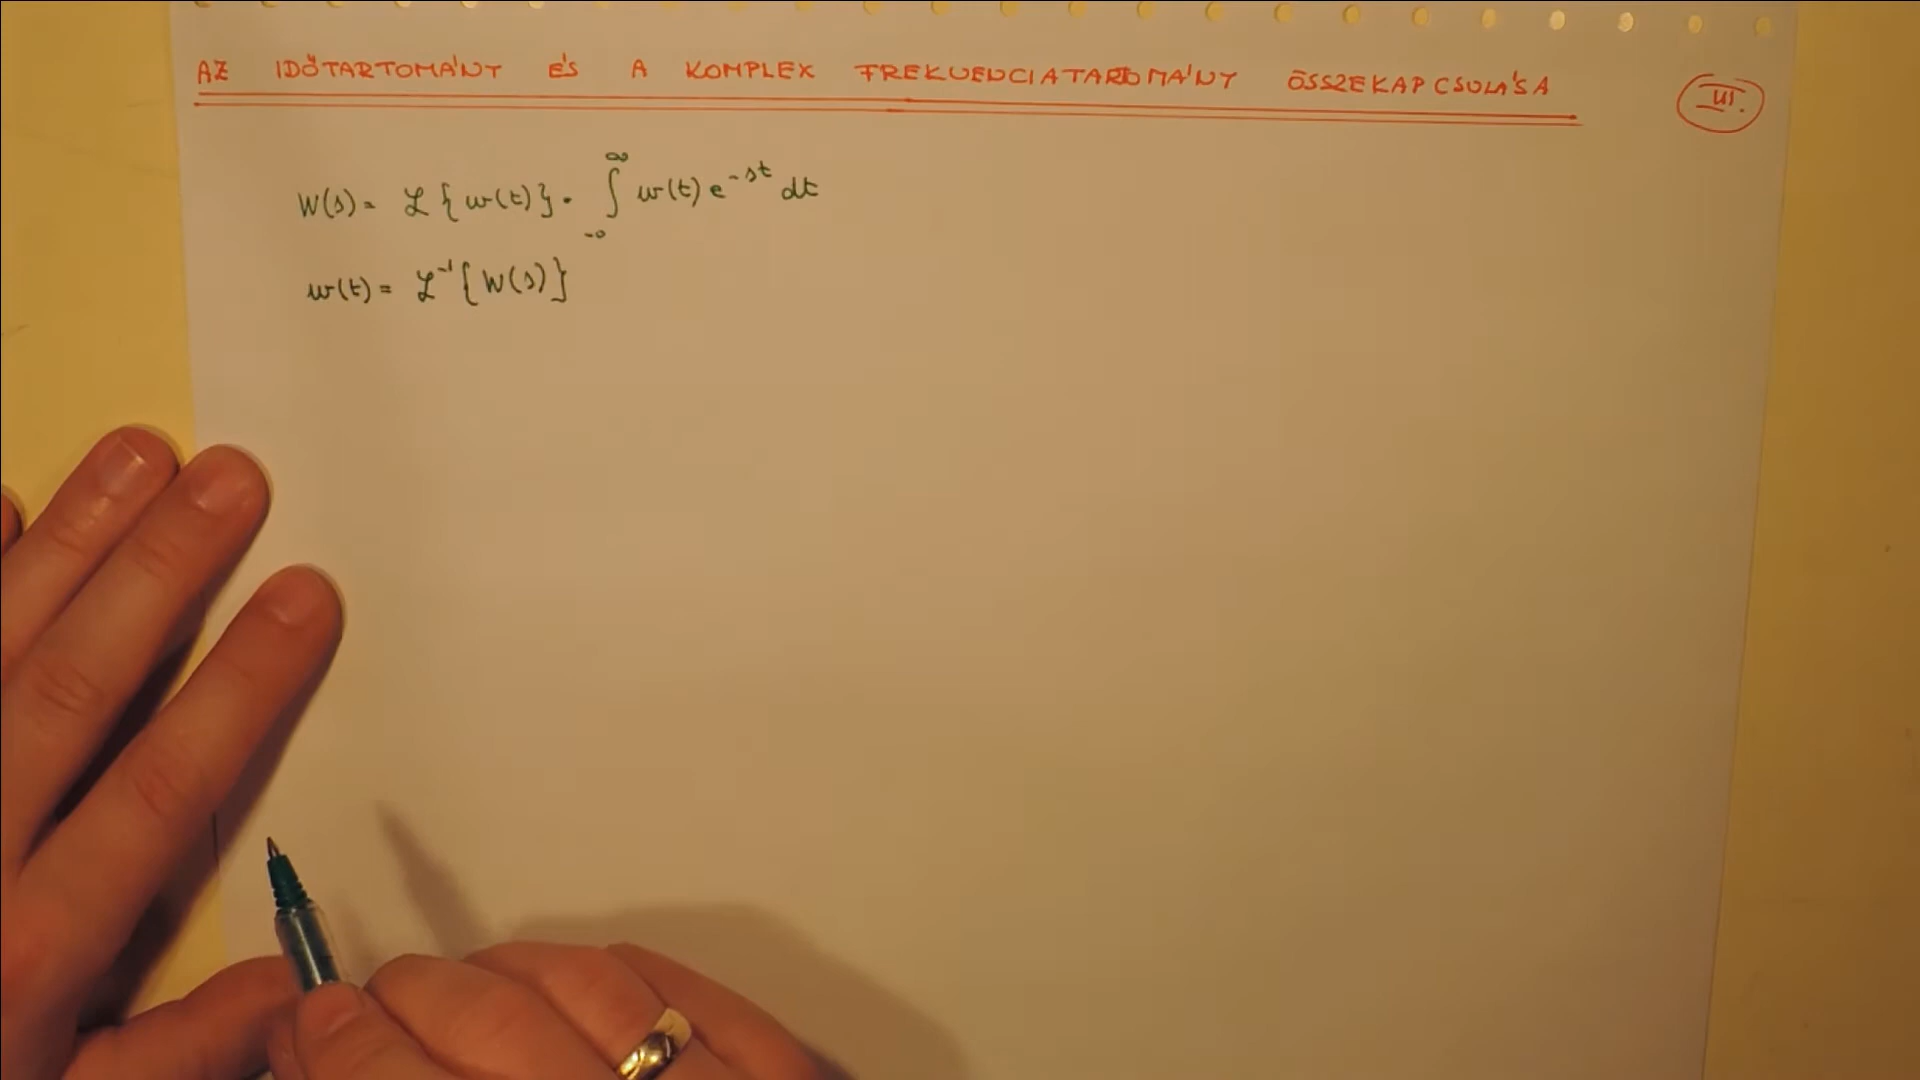 AZ IDŐTARTOMÁNY ÉS A KOMPLEX FREKVENCIATARTOMÁNY ÖSSZEKAPCSOLÁSA
III.
W(s) = ℒ{w(t)} = ∫_{-0}^{∞} w(t) e^{-st} dt
w(t) = ℒ^{-1}{W(s)}